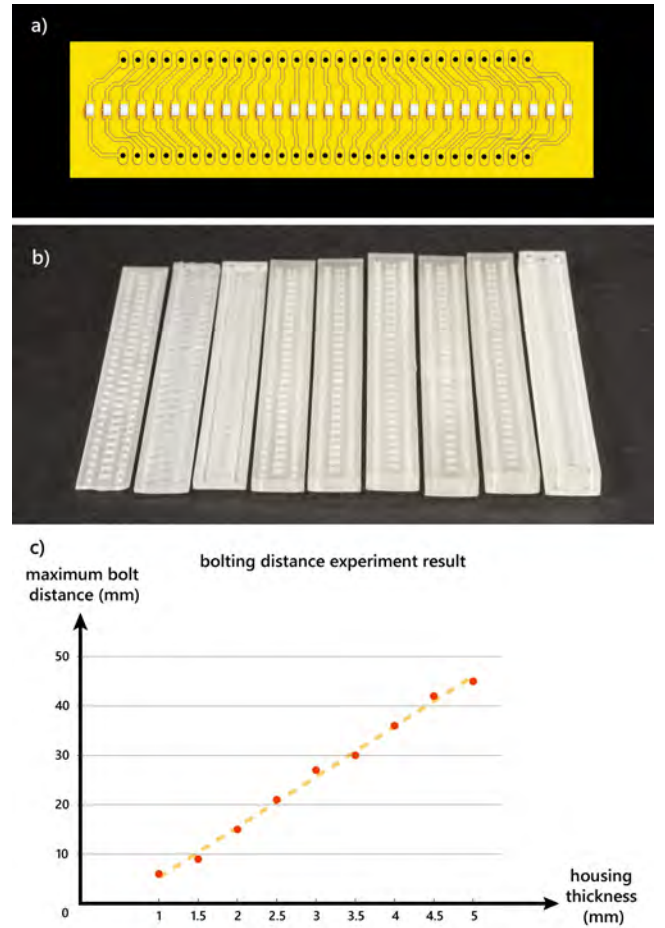 a)
b)
c)
bolting distance experiment result
maximum bolt
distance (mm)
50
40
30
20
10
0
1 1.5 2 2.5 3 3.5 4 4.5 5
housing
thickness
(mm)